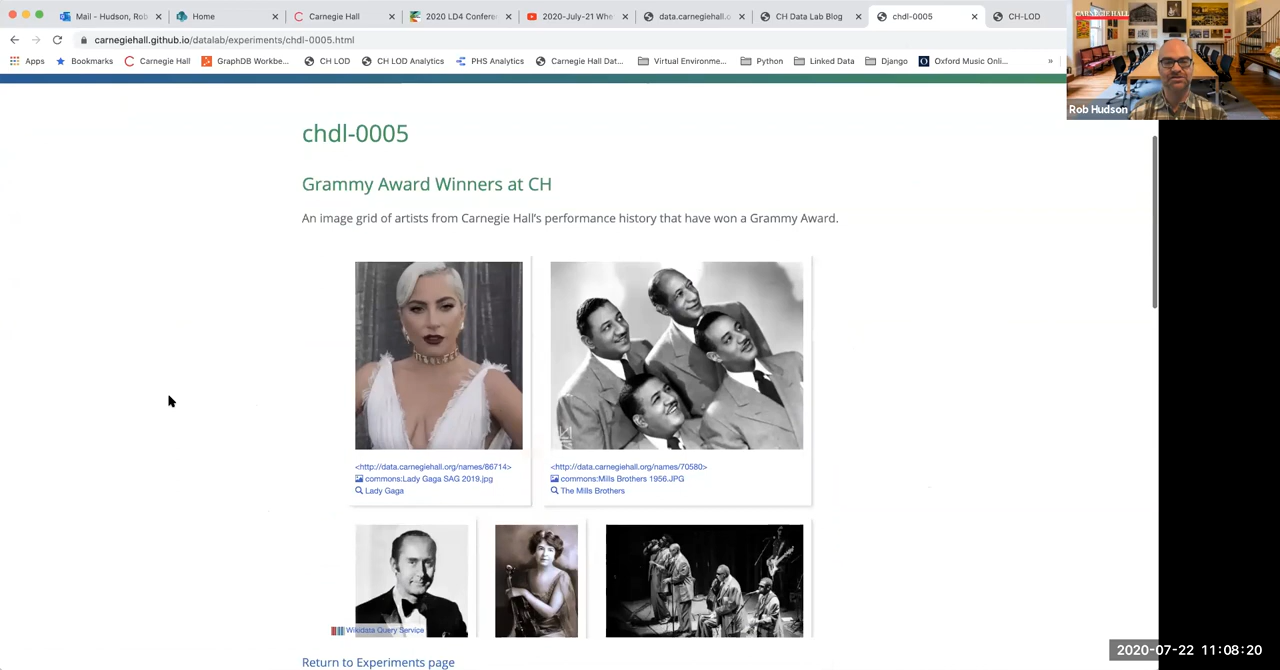 Mail - Hudson, Rob
Home
Carnegie Hall
2020 LD4 Confere
2020-July-21 Whe
data.carnegiehall.c
CH Data Lab Blog
chdl-0005
CH-LOD
carnegiehall.github.io/datalab/experiments/chdl-0005.html
Apps
Bookmarks
Carnegie Hall
GraphDB Workbe...
CH LOD
CH LOD Analytics
PHS Analytics
Carnegie Hall Dat...
Virtual Environme...
Python
Linked Data
Django
Oxford Music Onli...
»
CARNEGIE HALL
Rob Hudson
chdl-0005
Grammy Award Winners at CH
An image grid of artists from Carnegie Hall's performance history that have won a Grammy Award.
<http://data.carnegiehall.org/names/86714>
commons:Lady Gaga SAG 2019.jpg
Lady Gaga
<http://data.carnegiehall.org/names/70580>
commons:Mills Brothers 1956.JPG
The Mills Brothers
Wikidata Query Service
Return to Experiments page
2020-07-22 11:08:20